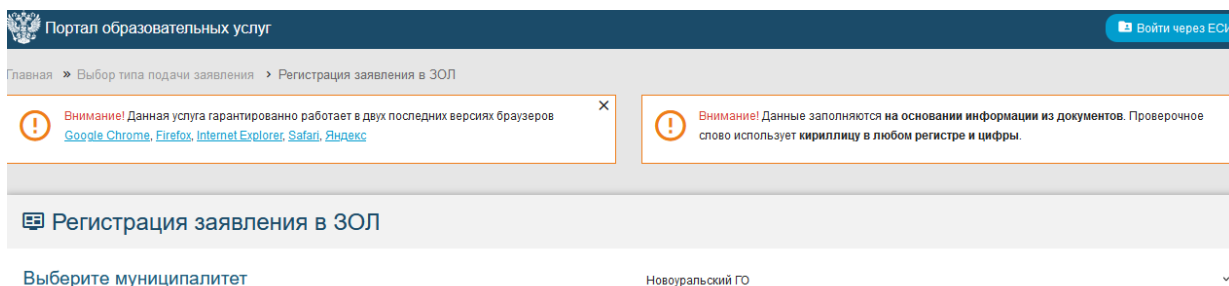 Портал образовательных услуг
Войти через ЕСИ
Главная » Выбор типа подачи заявления > Регистрация заявления в ЗОЛ
Внимание! Данная услуга гарантированно работает в двух последних версиях браузеров
Google Chrome, Firefox, Internet Explorer, Safari, Яндекс
Внимание! Данные заполняются на основании информации из документов. Проверочное
слово использует кириллицу в любом регистре и цифры.
Регистрация заявления в ЗОЛ
Выберите муниципалитет
Новоуральский ГО